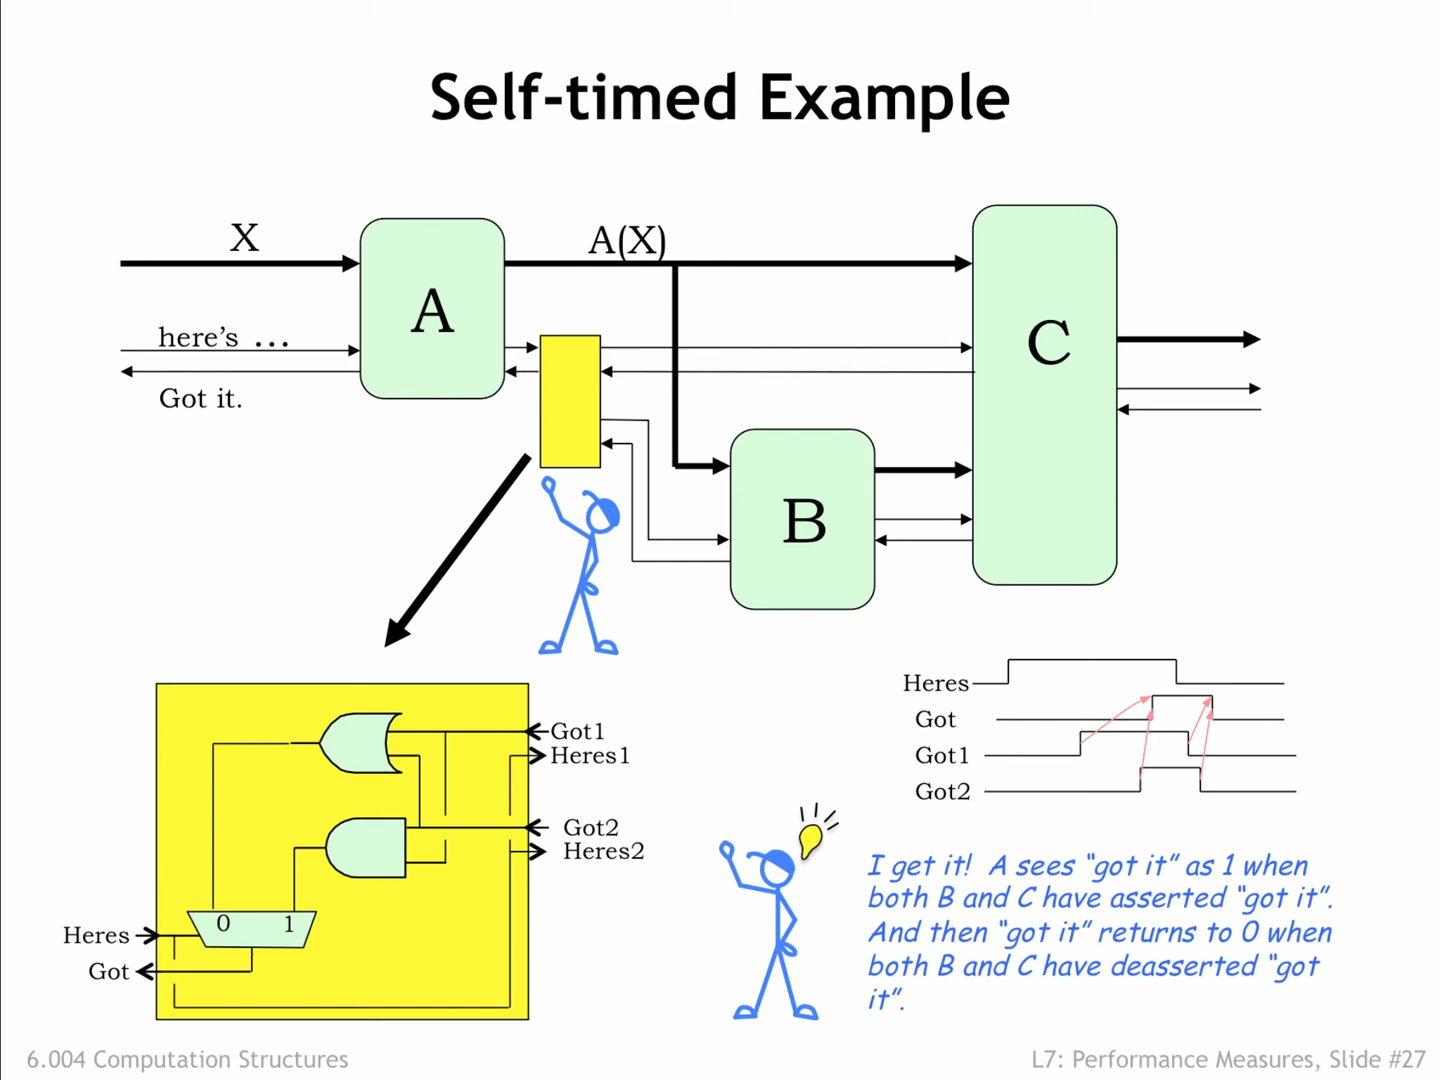 Self-timed Example
X
A(X)
A
C
here's ...
Got it.
B
Heres
Got
Got1
Got2
Got1
Heres1
Got2
Heres2
0 1
Heres
Got
I get it! A sees “got it” as 1 when
both B and C have asserted “got it”.
And then “got it” returns to 0 when
both B and C have deasserted “got
it”.
6.004 Computation Structures
L7: Performance Measures, Slide #27